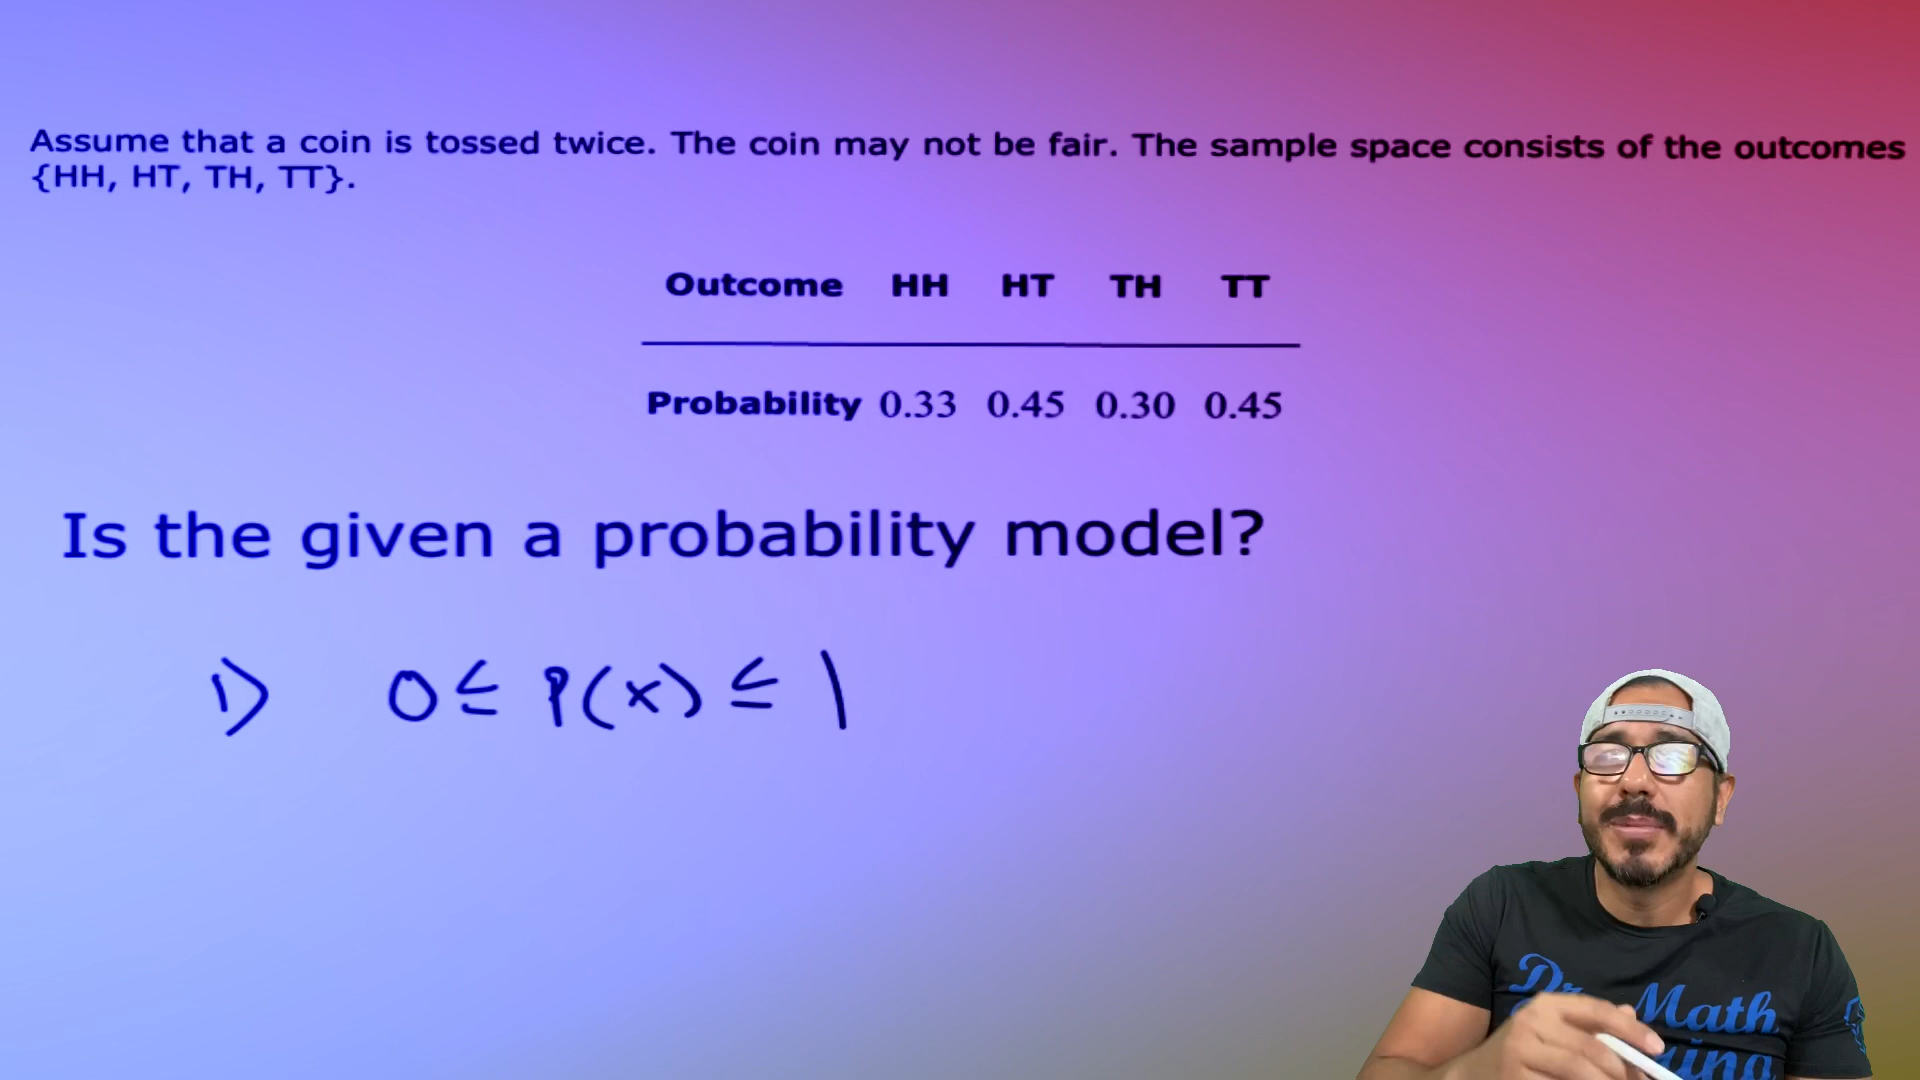 Assume that a coin is tossed twice. The coin may not be fair. The sample space consists of the outcomes
{HH, HT, TH, TT}.
Outcome HH HT TH TT
Probability 0.33 0.45 0.30 0.45
Is the given a probability model?
1) 0 ≤ P(x) ≤ 1
Math